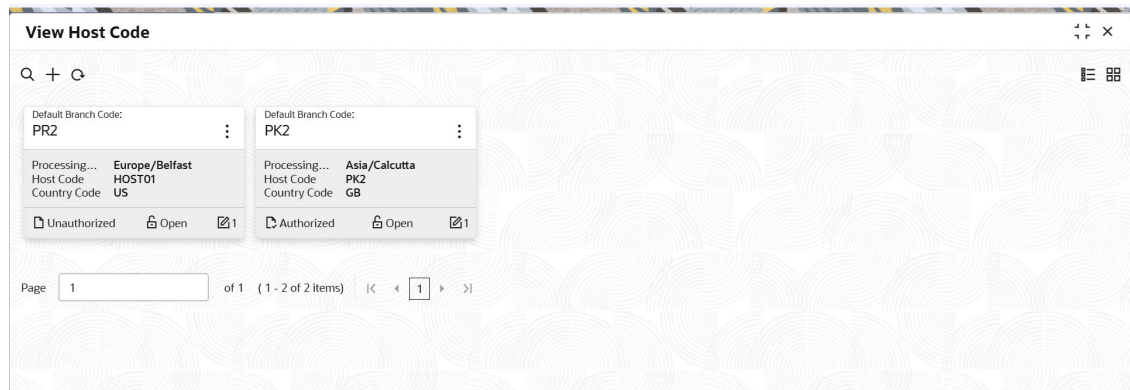 View Host Code
Default Branch Code:
PR2
Processing... Europe/Belfast
Host Code HOST01
Country Code US
Unauthorized Open 1
Default Branch Code:
PK2
Processing... Asia/Calcutta
Host Code PK2
Country Code GB
Authorized Open 1
Page 1 of 1 ( 1 - 2 of 2 items) 1